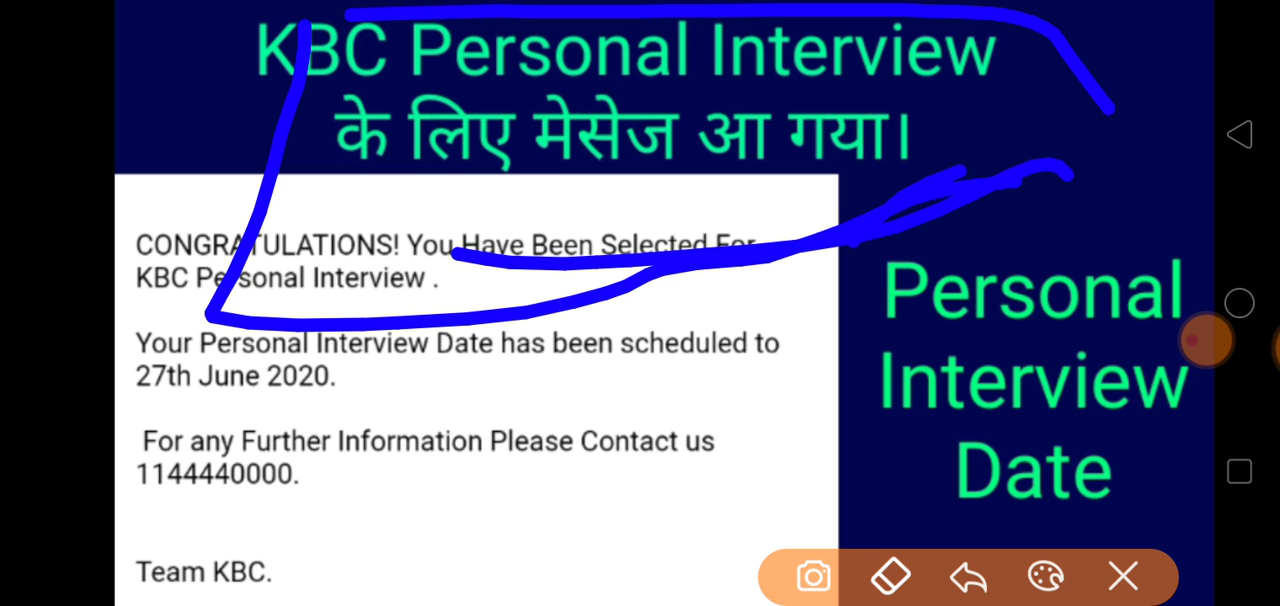 KBC Personal Interview
के लिए मेसेज आ गया।
CONGRATULATIONS! You Have Been Selected For
KBC Personal Interview .
Your Personal Interview Date has been scheduled to
27th June 2020.
For any Further Information Please Contact us
1144440000.
Team KBC.
Personal
Interview
Date